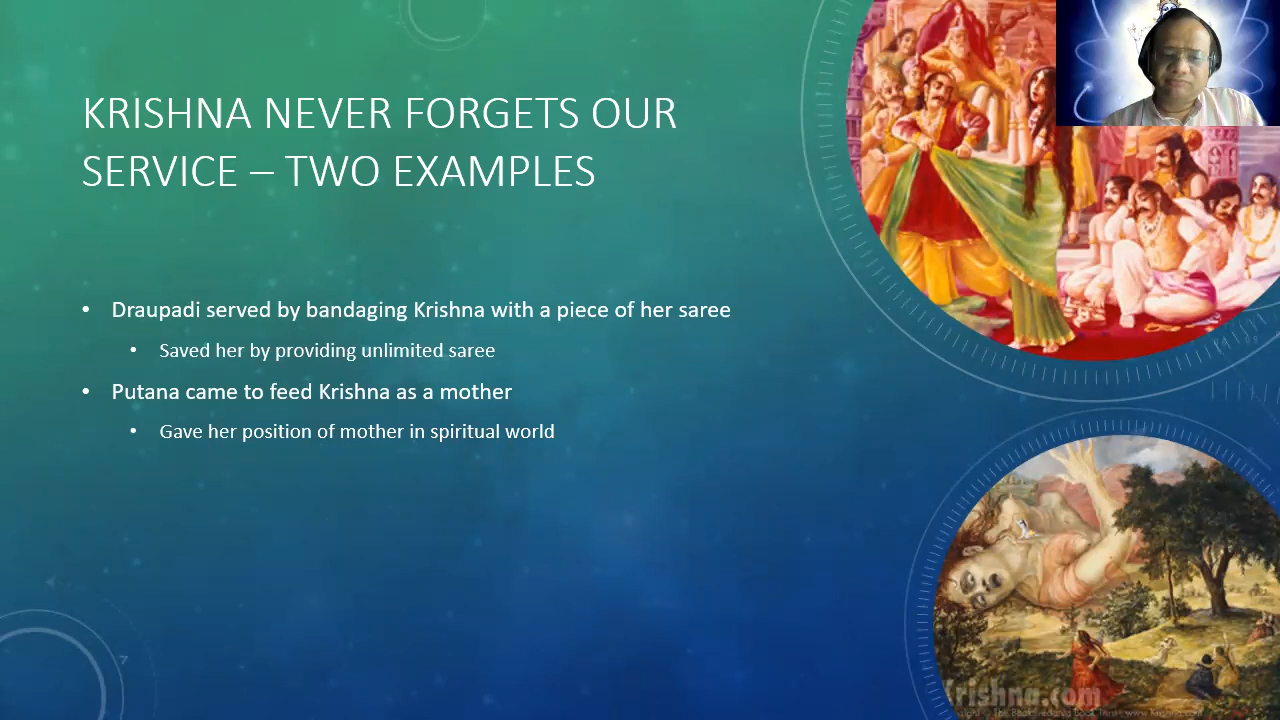 KRISHNA NEVER FORGETS OUR
SERVICE – TWO EXAMPLES
• Draupadi served by bandaging Krishna with a piece of her saree
• Saved her by providing unlimited saree
• Putana came to feed Krishna as a mother
• Gave her position of mother in spiritual world
krishna.com